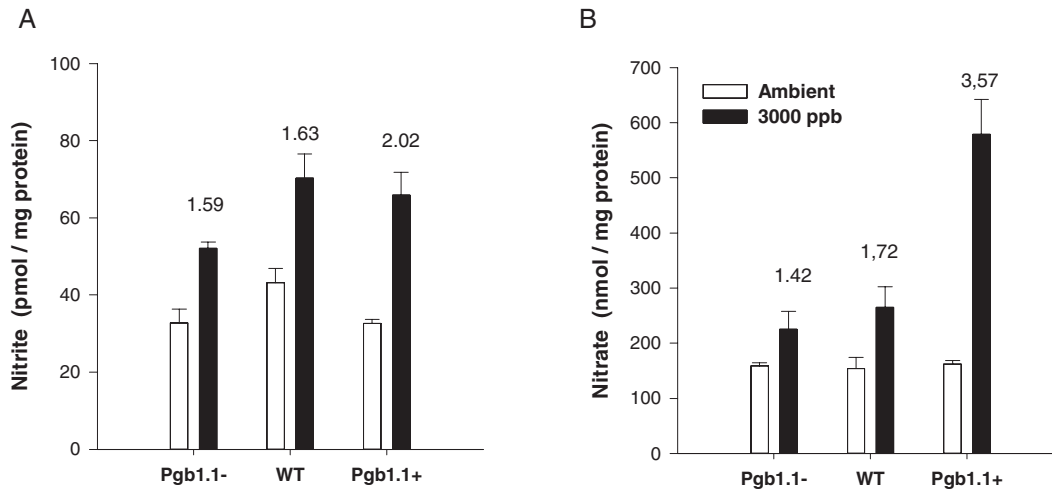 A
Nitrite (pmol / mg protein)
100
80
60
40
20
0
1.59
1.63
2.02
Pgb1.1-
WT
Pgb1.1+
B
Nitrate (nmol / mg protein)
700
600
500
400
300
200
100
0
Ambient
3000 ppb
1.42
1,72
3,57
Pgb1.1-
WT
Pgb1.1+